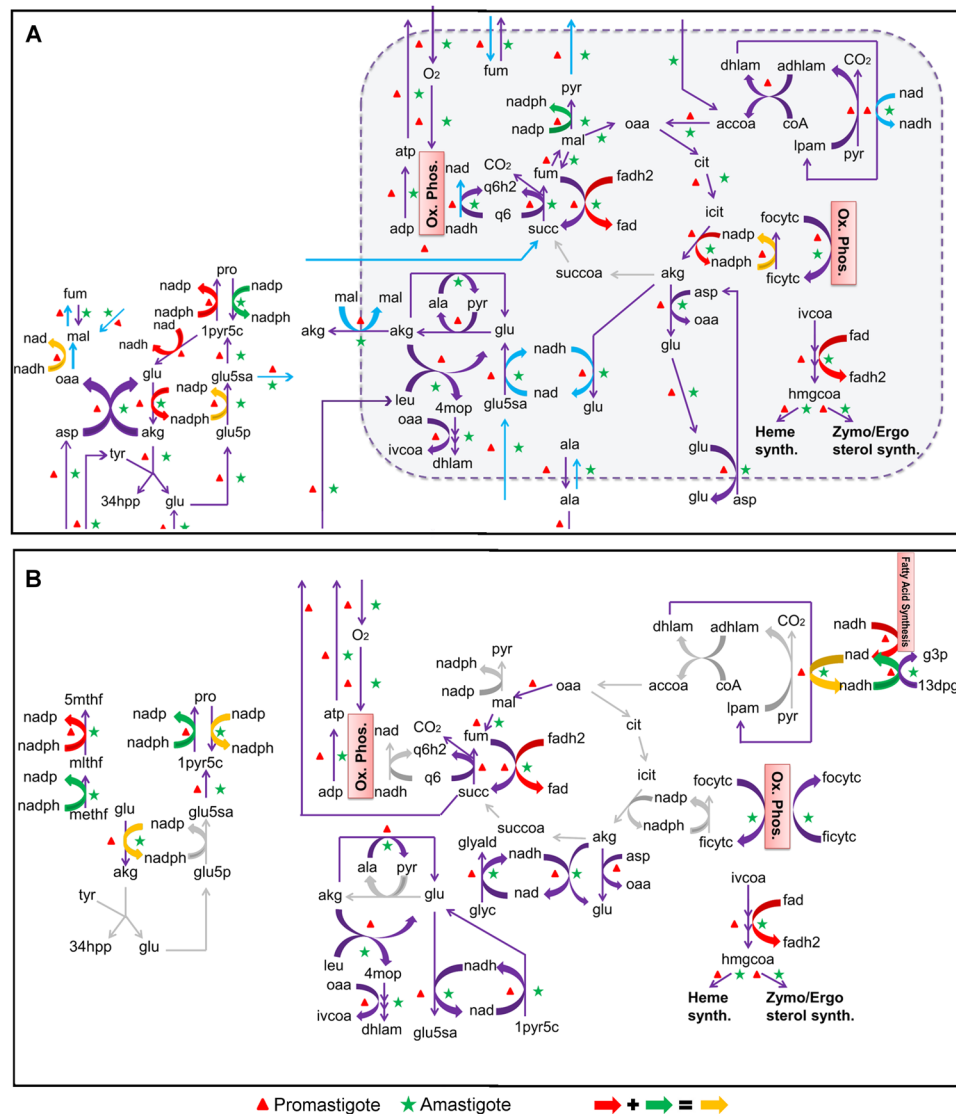 A
O2
fum
pyr
nadph
nadp
mal
oaa
dhlam
adhlam
CO2
nad
nadh
accoa
coA
lpam
pyr
cit
atp
nad
CO2
q6h2
fum
fadh2
icit
Ox. Phos.
adp
nadh
q6
succ
fad
nadp
nadph
focytc
ficytc
Ox. Phos.
succoa
akg
pro
nadp
nadp
nadph
1pyr5c
fum
mal
nad
nadh
nad
nadh
oaa
glu
nadp
nadph
glu5sa
glu5p
asp
akg
tyr
34hpp
glu
mal
mal
akg
akg
ala
pyr
glu
nadh
nad
glu
leu
4mop
glu5sa
oaa
ivcoa
dhlam
asp
oaa
glu
ivcoa
fad
fadh2
hmgcoa
Heme
synth.
Zymo/Ergo
sterol synth.
ala
ala
glu
glu
asp
B
O2
Fatty Acid Synthesis
nadh
nad
nadh
g3p
13dpg
dhlam
adhlam
CO2
accoa
coA
lpam
pyr
pyr
nadph
nadp
mal
oaa
cit
5mthf
nadp
nadph
mlthf
nadp
nadph
methf
pro
nadp
nadph
nadp
nadph
1pyr5c
atp
nad
CO2
q6h2
fum
fadh2
Ox. Phos.
adp
nadh
q6
succ
fad
icit
nadp
nadph
focytc
ficytc
Ox. Phos.
focytc
ficytc
glu
nadp
nadph
glu5sa
akg
glu5p
tyr
34hpp
glu
succoa
akg
glyald
nadh
asp
oaa
ala
pyr
akg
glu
glyc
nad
glu
leu
4mop
oaa
ivcoa
dhlam
nadh
nad
glu5sa
1pyr5c
ivcoa
fad
fadh2
hmgcoa
Heme
synth.
Zymo/Ergo
sterol synth.
Promastigote
Amastigote
+
=